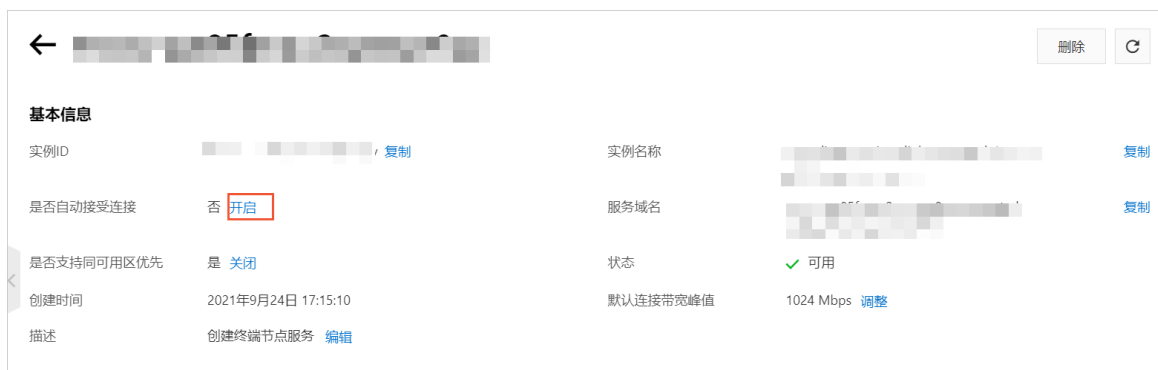 删除
基本信息
实例ID 复制 实例名称 复制
是否自动接受连接 否 开启 服务域名 复制
是否支持同可用区优先 是 关闭 状态 可用
创建时间 2021年9月24日 17:15:10 默认连接带宽峰值 1024 Mbps 调整
描述 创建终端节点服务 编辑